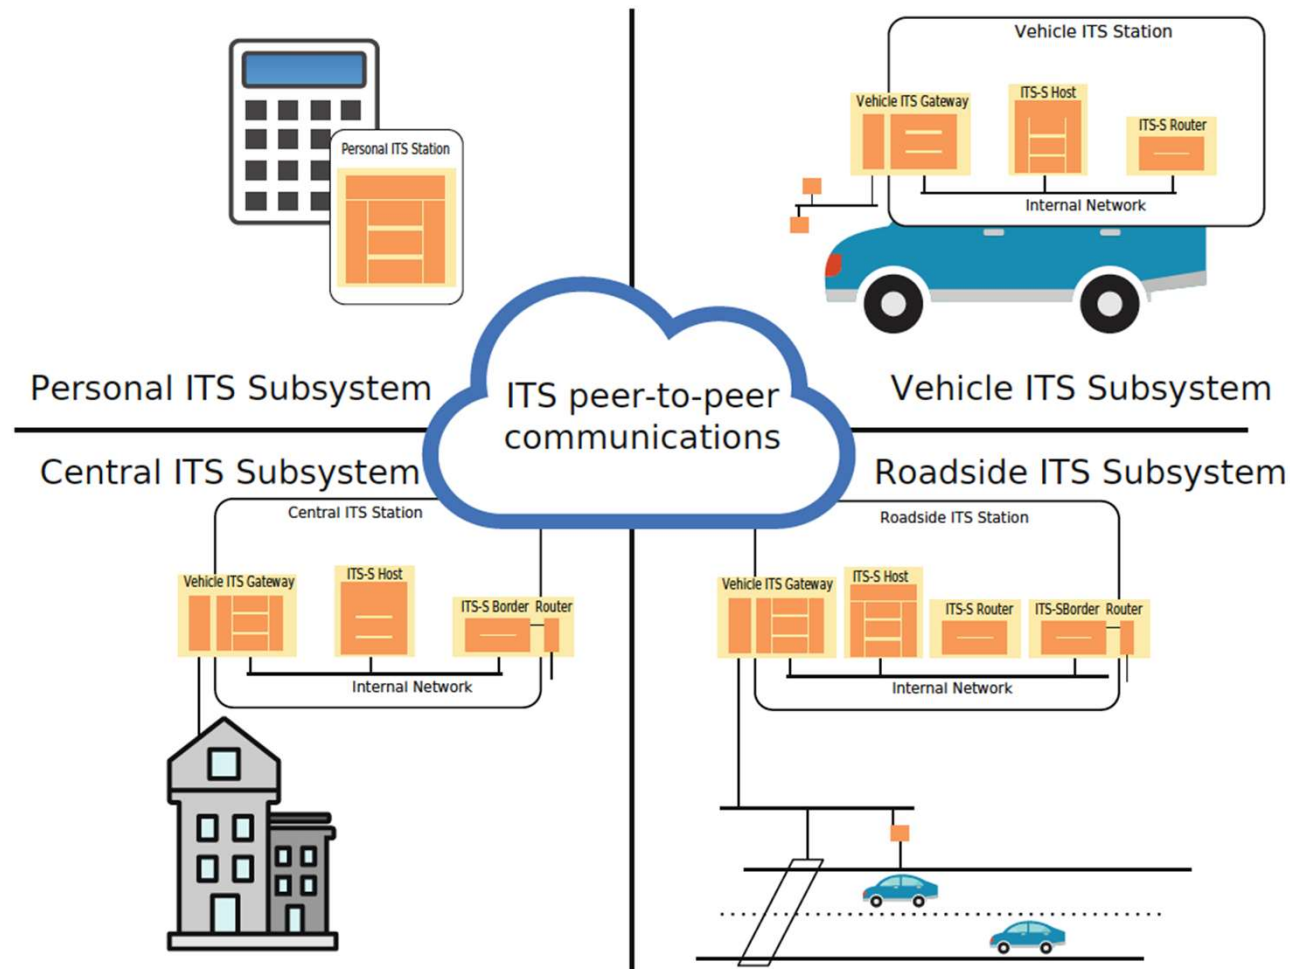 Vehicle ITS Station
Vehicle ITS Gateway
ITS-S Host
ITS-S Router
Internal Network
Personal ITS Station
Personal ITS Subsystem
ITS peer-to-peer
communications
Vehicle ITS Subsystem
Central ITS Subsystem
Roadside ITS Subsystem
Central ITS Station
Vehicle ITS Gateway
ITS-S Host
ITS-S Border Router
Internal Network
Roadside ITS Station
Vehicle ITS Gateway
ITS-S Host
ITS-S Router
ITS-SBorder Router
Internal Network